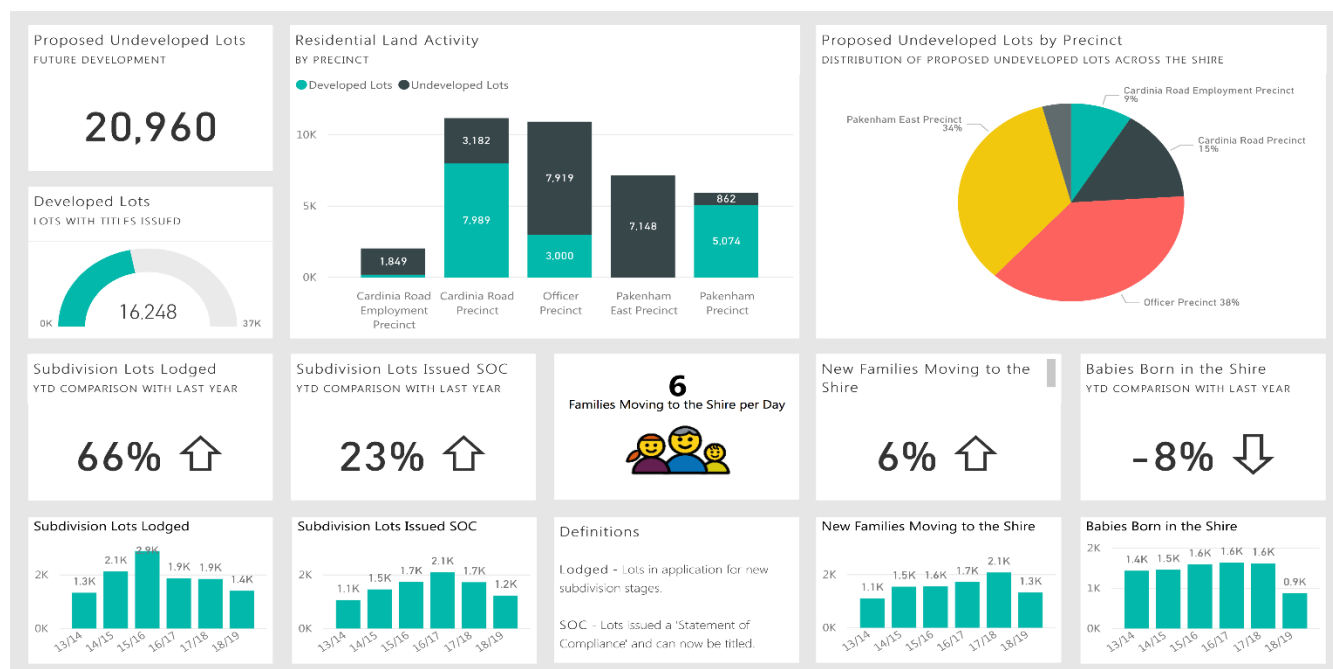 Proposed Undeveloped Lots
FUTURE DEVELOPMENT
20,960
Developed Lots
LOTS WITH TITLES ISSUED
16,248
0K
37K
Residential Land Activity
BY PRECINCT
Developed Lots Undeveloped Lots
10K
5K
0K
1,849
3,182
7,989
7,919
3,000
7,148
862
5,074
Cardinia Road
Employment
Precinct
Cardinia Road
Precinct
Officer
Precinct
Pakenham
East Precinct
Pakenham
Precinct
Proposed Undeveloped Lots by Precinct
DISTRIBUTION OF PROPOSED UNDEVELOPED LOTS ACROSS THE SHIRE
Cardinia Road Employment Precinct
9%
Pakenham East Precinct
34%
Cardinia Road Precinct
15%
Officer Precinct 38%
Subdivision Lots Lodged
YTD COMPARISON WITH LAST YEAR
66%
Subdivision Lots Issued SOC
YTD COMPARISON WITH LAST YEAR
23%
6
Families Moving to the Shire per Day
New Families Moving to the
Shire
6%
Babies Born in the Shire
YTD COMPARISON WITH LAST YEAR
-8%
Subdivision Lots Lodged
2K
0K
1.3K
2.1K
2.9K
1.9K
1.9K
1.4K
13/14
14/15
15/16
16/17
17/18
18/19
Subdivision Lots Issued SOC
2K
0K
1.1K
1.5K
1.7K
2.1K
1.7K
1.2K
13/14
14/15
15/16
16/17
17/18
18/19
Definitions
Lodged - Lots in application for new
subdivision stages.
SOC - Lots issued a 'Statement of
Compliance' and can now be titled.
New Families Moving to the Shire
2K
0K
1.1K
1.5K
1.6K
1.7K
2.1K
1.3K
13/14
14/15
15/16
16/17
17/18
18/19
Babies Born in the Shire
2K
1K
0K
1.4K
1.5K
1.6K
1.6K
1.6K
0.9K
13/14
14/15
15/16
16/17
17/18
18/19